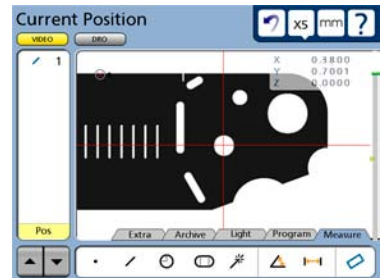 Current Position
x5 mm ?
VIDEO DRO
1
X 0.3800
Y 0.7001
Z 0.0000
Pos
Extra Archive Light Program Measure